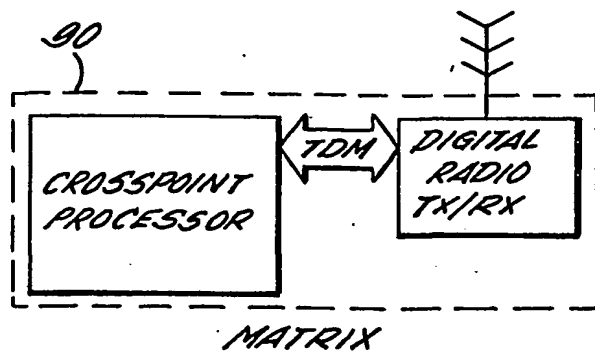 90
CROSSPOINT
PROCESSOR
TDM
DIGITAL
RADIO
TX/RX
MATRIX